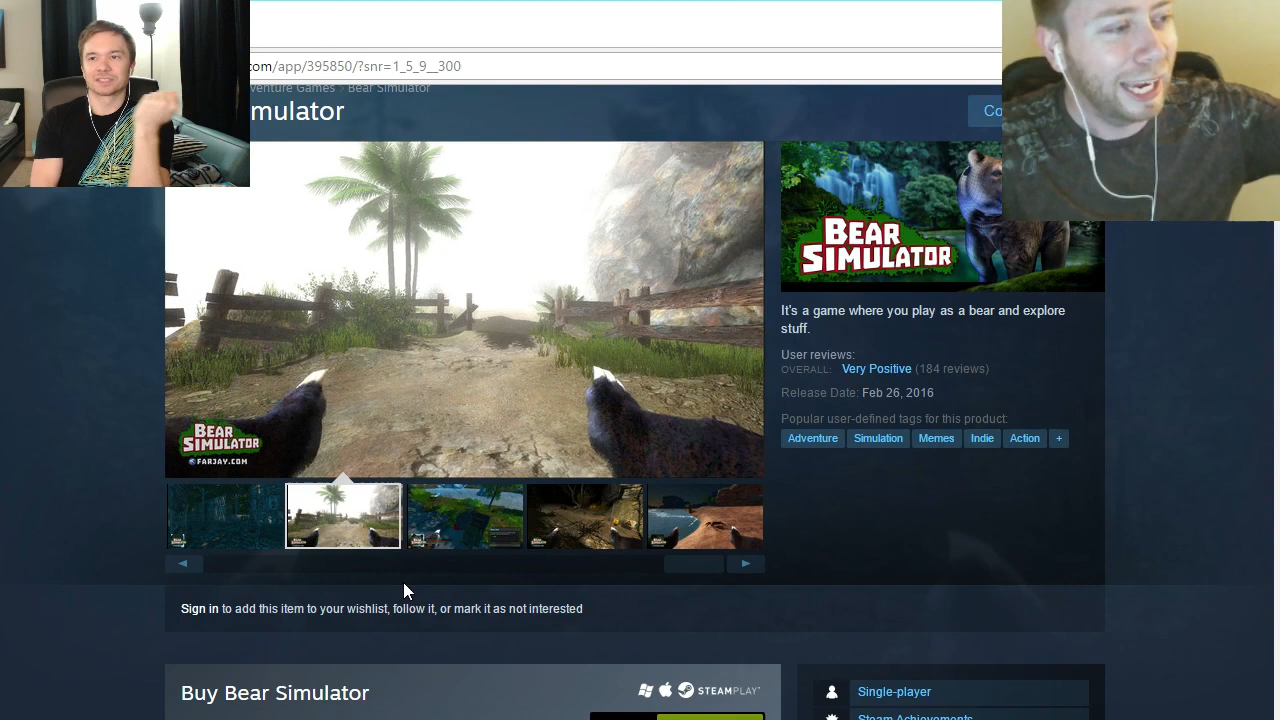 om/app/395850/?snr=1_5_9__300
venture Games > Bear Simulator
mulator
Co
BEAR
SIMULATOR
FARJAY.COM
BEAR
SIMULATOR
It's a game where you play as a bear and explore
stuff.
User reviews:
OVERALL: Very Positive (184 reviews)
Release Date: Feb 26, 2016
Popular user-defined tags for this product:
Adventure Simulation Memes Indie Action +
Sign in to add this item to your wishlist, follow it, or mark it as not interested
Buy Bear Simulator
STEAMPLAY™
Single-player
Steam Achievements